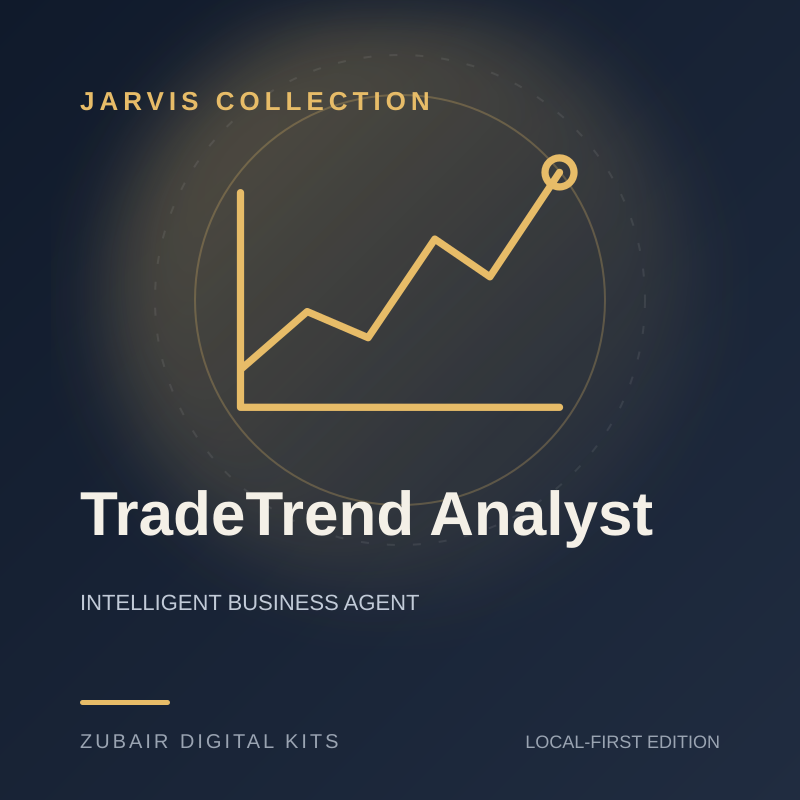 JARVIS COLLECTION
TradeTrend Analyst
INTELLIGENT BUSINESS AGENT
ZUBAIR DIGITAL KITS
LOCAL-FIRST EDITION